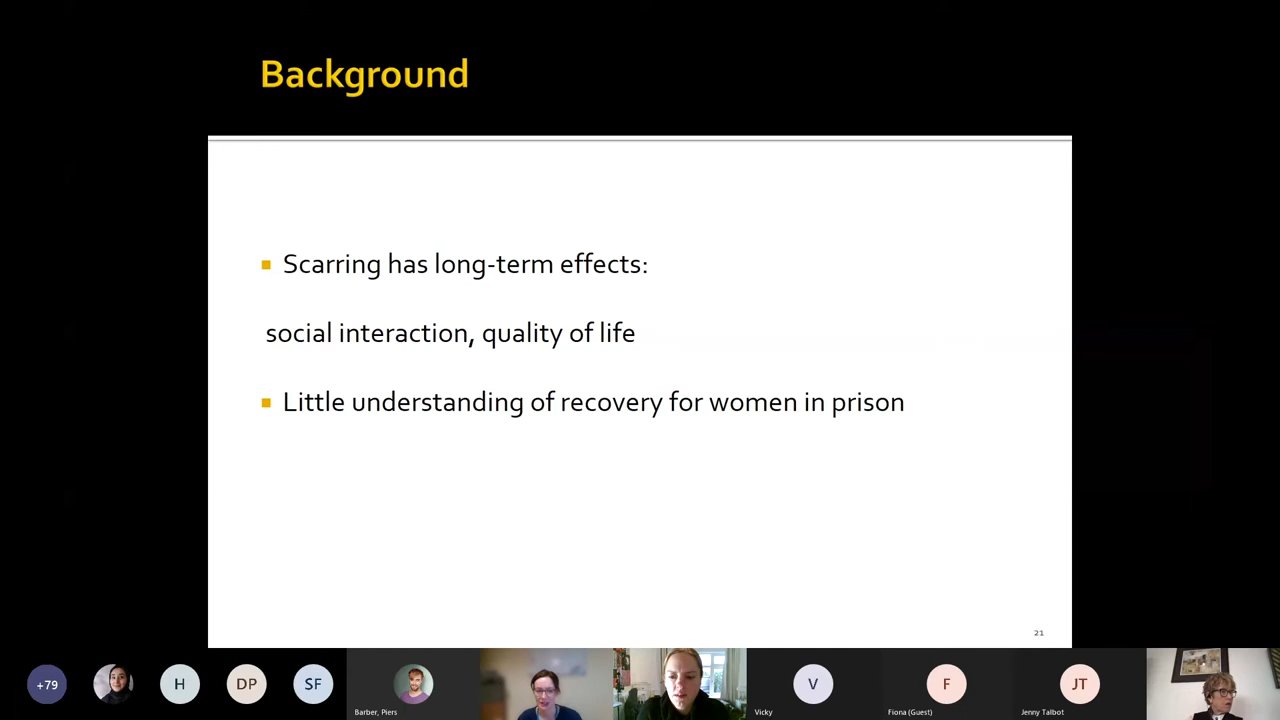 Background
Scarring has long-term effects:
social interaction, quality of life
Little understanding of recovery for women in prison
21
+79
H
DP
SF
Barber, Piers
V
Vicky
F
Fiona (Guest)
JT
Jenny Talbot